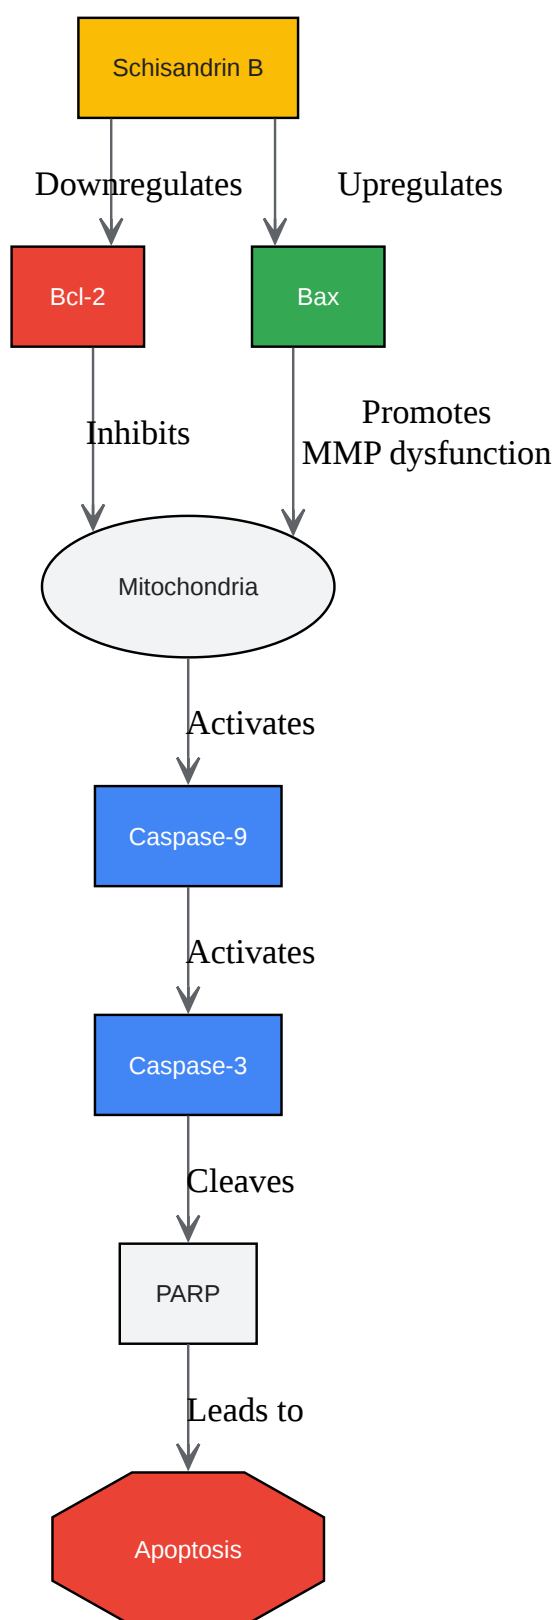 Schisandrin B
Downregulates
Upregulates
Bcl-2
Bax
Inhibits
Promotes
MMP dysfunction
Mitochondria
Activates
Caspase-9
Activates
Caspase-3
Cleaves
PARP
Leads to
Apoptosis